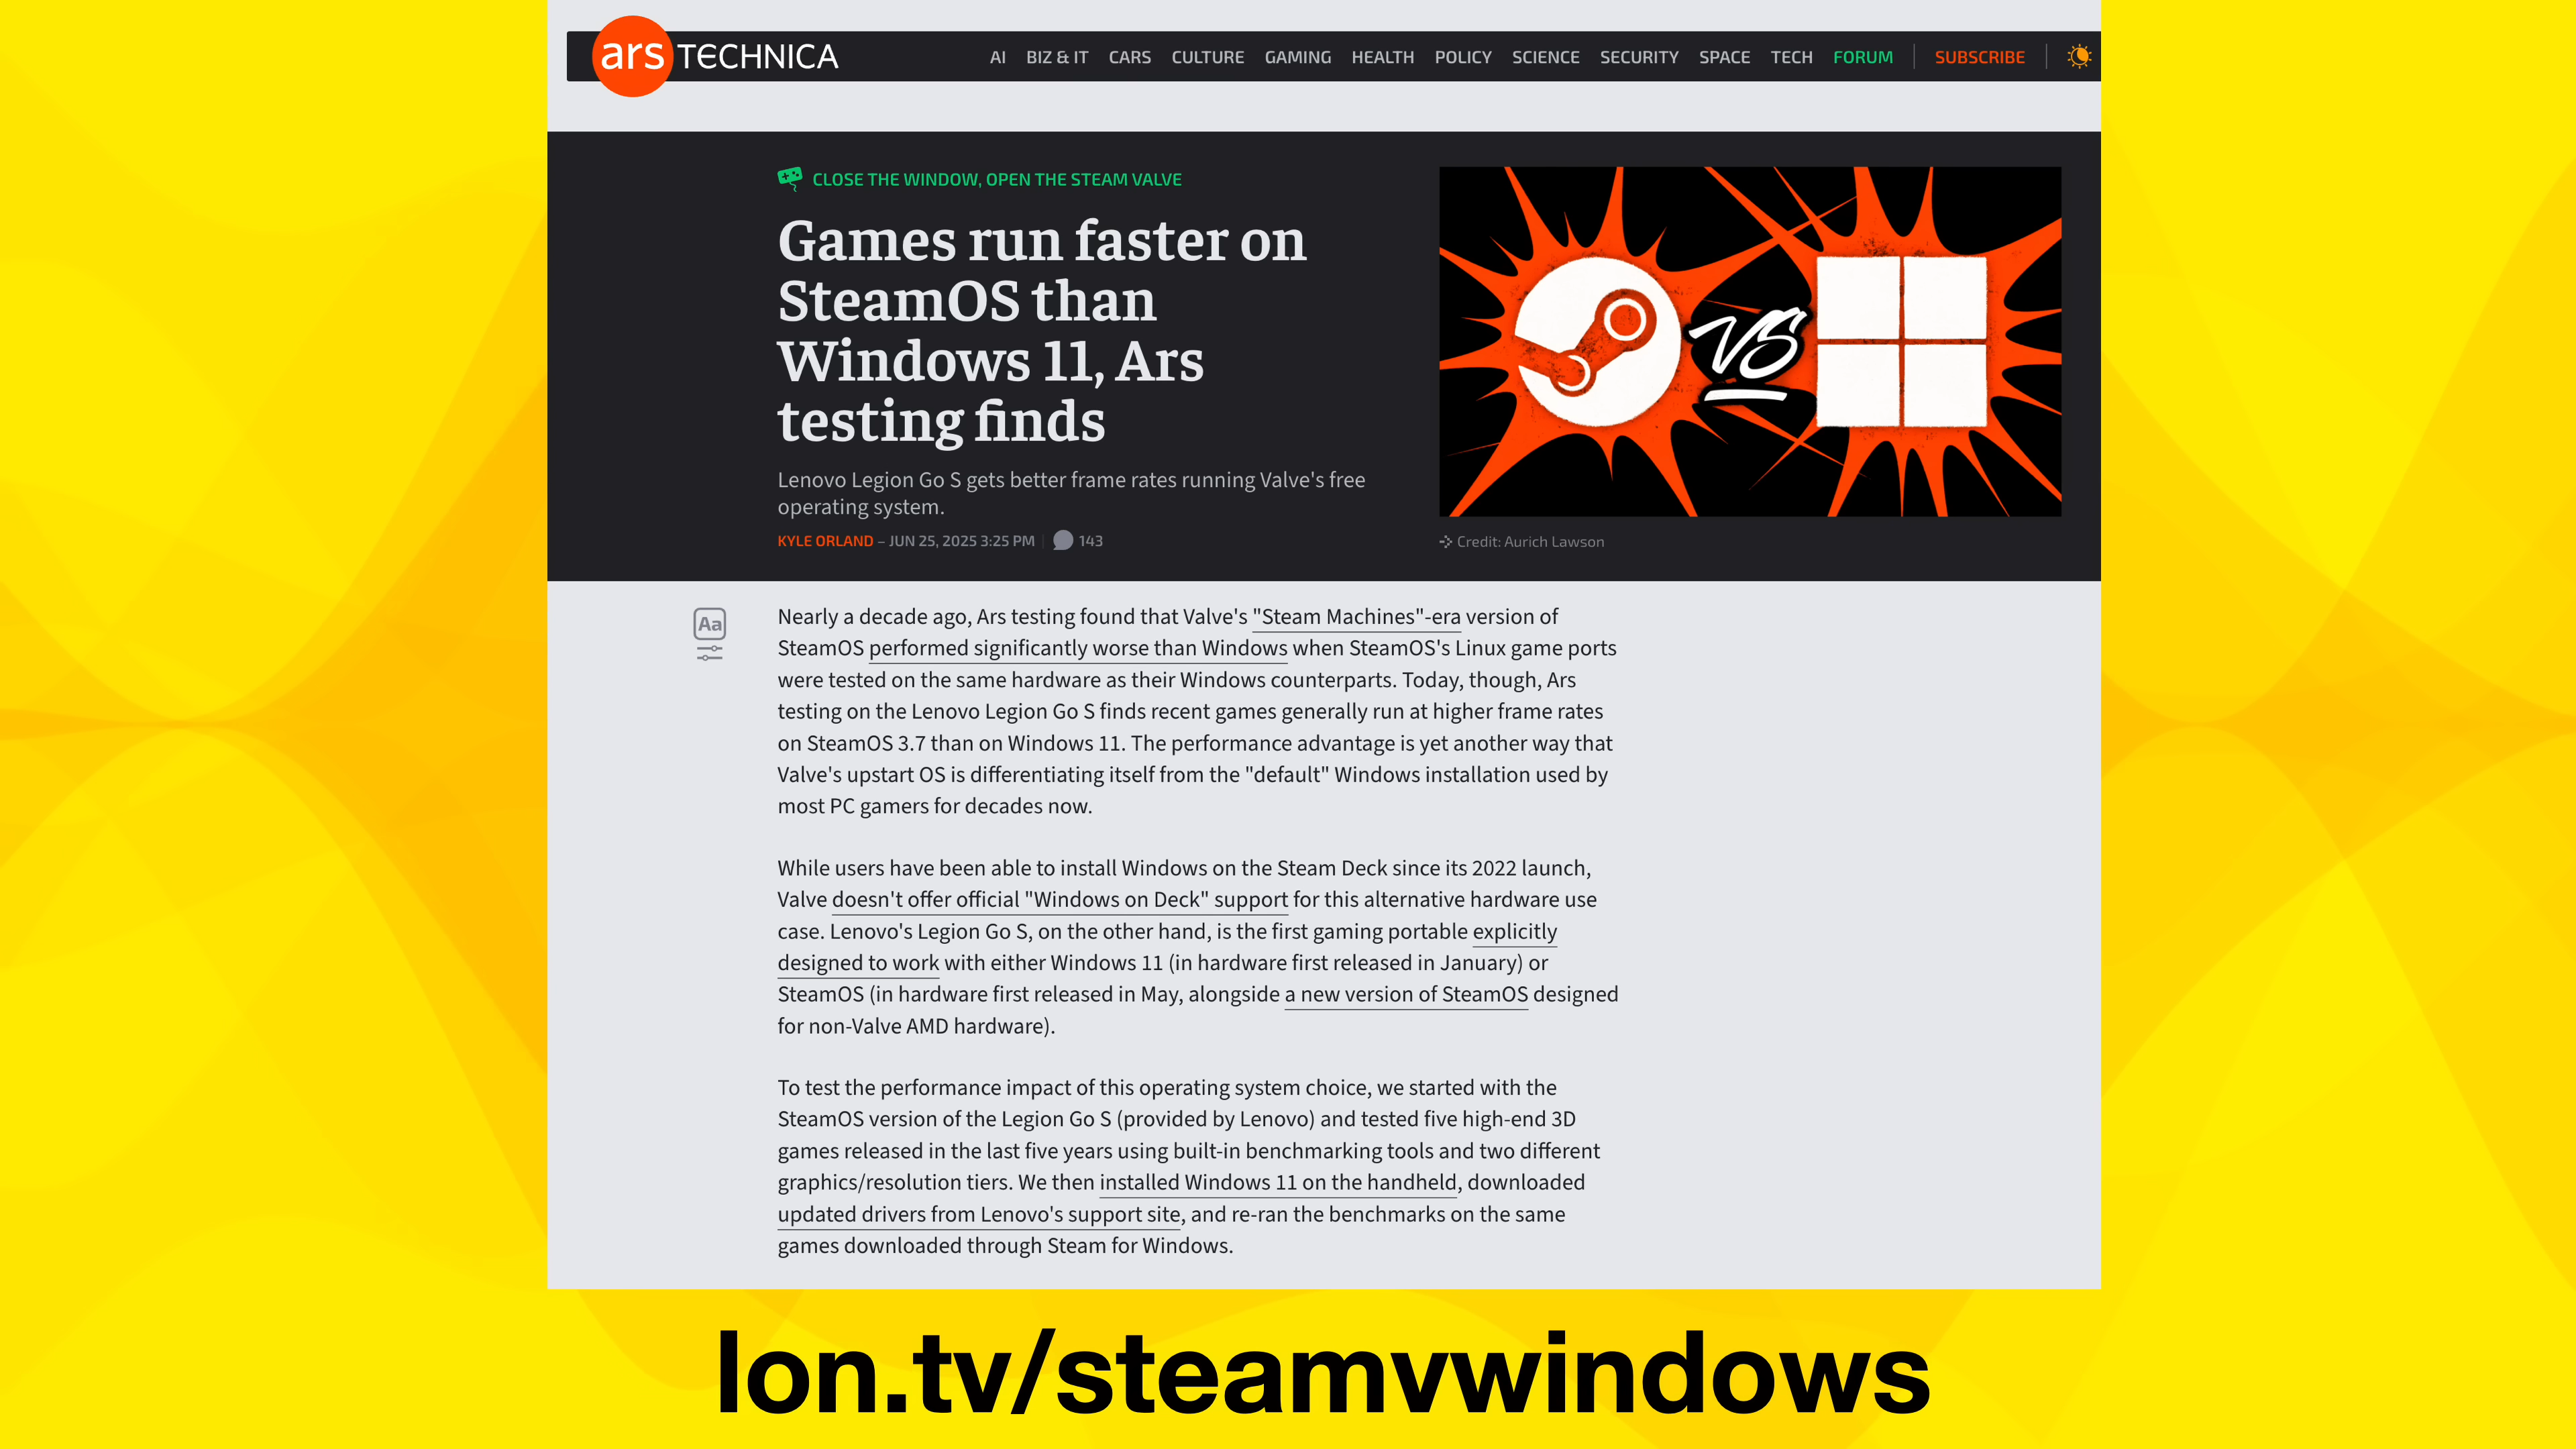 ars TECHNICA
AI BIZ & IT CARS CULTURE GAMING HEALTH POLICY SCIENCE SECURITY SPACE TECH FORUM SUBSCRIBE
CLOSE THE WINDOW, OPEN THE STEAM VALVE
Games run faster on
SteamOS than
Windows 11, Ars
testing finds
Lenovo Legion Go S gets better frame rates running Valve's free
operating system.
KYLE ORLAND – JUN 25, 2025 3:25 PM 143
VS
Credit: Aurich Lawson
Aa
Nearly a decade ago, Ars testing found that Valve's "Steam Machines"-era version of
SteamOS performed significantly worse than Windows when SteamOS's Linux game ports
were tested on the same hardware as their Windows counterparts. Today, though, Ars
testing on the Lenovo Legion Go S finds recent games generally run at higher frame rates
on SteamOS 3.7 than on Windows 11. The performance advantage is yet another way that
Valve's upstart OS is differentiating itself from the "default" Windows installation used by
most PC gamers for decades now.
While users have been able to install Windows on the Steam Deck since its 2022 launch,
Valve doesn't offer official "Windows on Deck" support for this alternative hardware use
case. Lenovo's Legion Go S, on the other hand, is the first gaming portable explicitly
designed to work with either Windows 11 (in hardware first released in January) or
SteamOS (in hardware first released in May, alongside a new version of SteamOS designed
for non-Valve AMD hardware).
To test the performance impact of this operating system choice, we started with the
SteamOS version of the Legion Go S (provided by Lenovo) and tested five high-end 3D
games released in the last five years using built-in benchmarking tools and two different
graphics/resolution tiers. We then installed Windows 11 on the handheld, downloaded
updated drivers from Lenovo's support site, and re-ran the benchmarks on the same
games downloaded through Steam for Windows.
lon.tv/steamvwindows